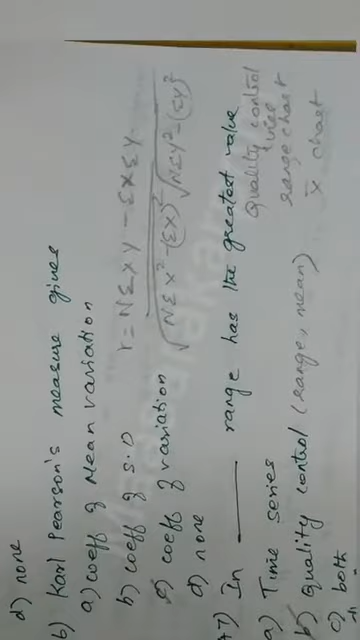 d) none
6) Karl Pearson's measure gives
a) coeff of Mean variation
b) coeff of S.D
c) coeff of variation
d) none
r = NΣxy - ΣxΣy
√NΣx²-(Σx)² √NΣy²-(Σy)²
7) In ______ range has the greatest value
a) Time series
b) Quality control (range, mean)
c) both
Quality control
uses
range chart
x̄ chart